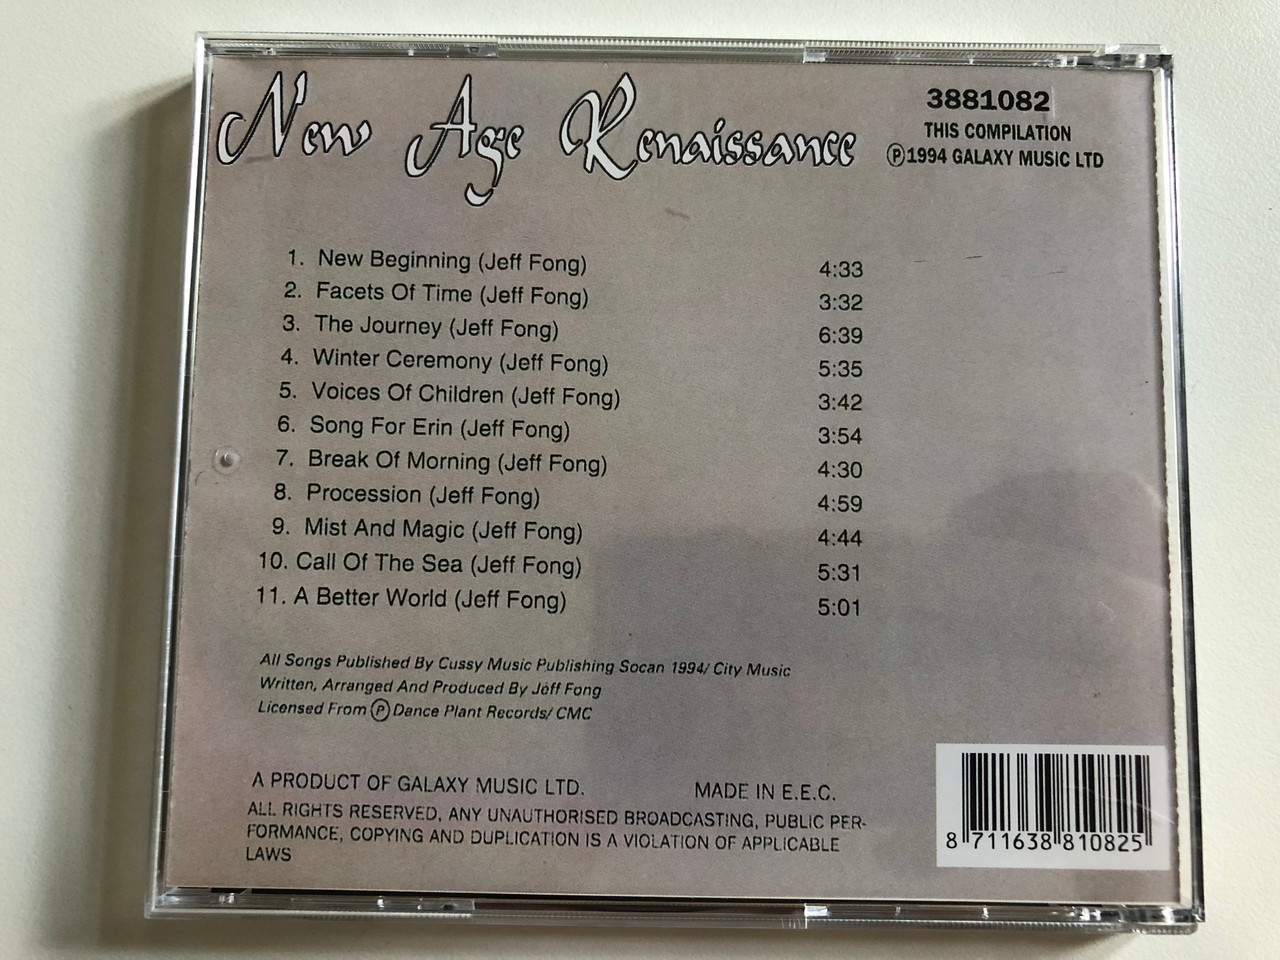 New Age Renaissance
3881082
THIS COMPILATION
Ⓟ1994 GALAXY MUSIC LTD
1. New Beginning (Jeff Fong) 4:33
2. Facets Of Time (Jeff Fong) 3:32
3. The Journey (Jeff Fong) 6:39
4. Winter Ceremony (Jeff Fong) 5:35
5. Voices Of Children (Jeff Fong) 3:42
6. Song For Erin (Jeff Fong) 3:54
7. Break Of Morning (Jeff Fong) 4:30
8. Procession (Jeff Fong) 4:59
9. Mist And Magic (Jeff Fong) 4:44
10. Call Of The Sea (Jeff Fong) 5:31
11. A Better World (Jeff Fong) 5:01
All Songs Published By Cussy Music Publishing Socan 1994/ City Music
Written, Arranged And Produced By Jeff Fong
Licensed From Ⓟ Dance Plant Records/ CMC
A PRODUCT OF GALAXY MUSIC LTD. MADE IN E.E.C.
ALL RIGHTS RESERVED, ANY UNAUTHORISED BROADCASTING, PUBLIC PER-
FORMANCE, COPYING AND DUPLICATION IS A VIOLATION OF APPLICABLE
LAWS
8 711638 810825